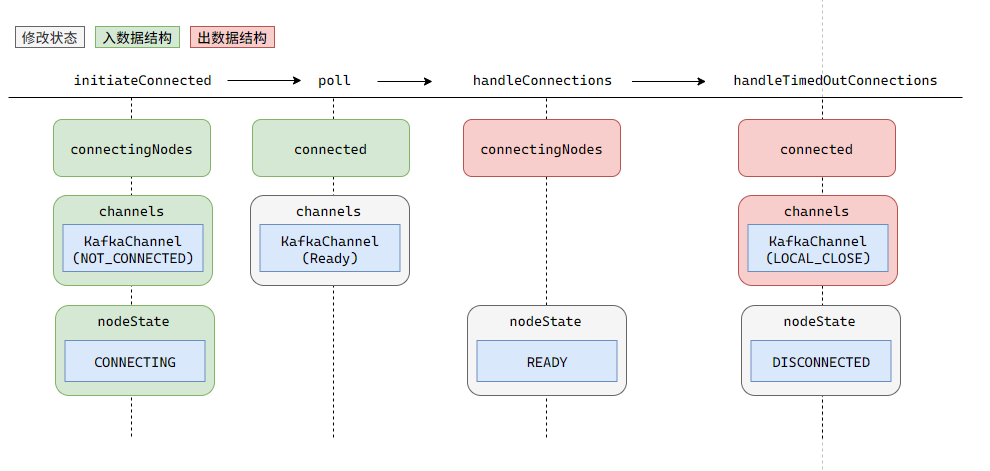 修改状态 入数据结构 出数据结构
initiateConnected poll handleConnections handleTimedOutConnections
connectingNodes connected connectingNodes connected
channels channels channels
KafkaChannel KafkaChannel KafkaChannel
(NOT_CONNECTED) (Ready) (LOCAL_CLOSE)
nodeState nodeState nodeState
CONNECTING READY DISCONNECTED